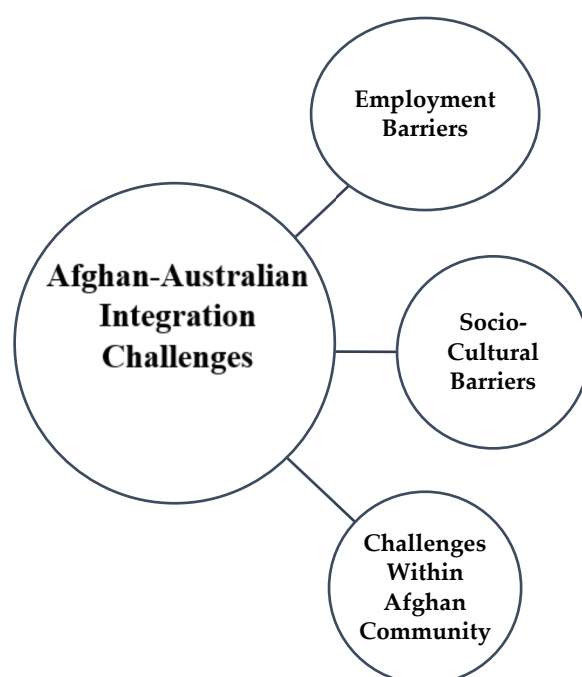 Employment
Barriers
Afghan-Australian
Integration
Challenges
Socio-
Cultural
Barriers
Challenges
Within
Afghan
Community